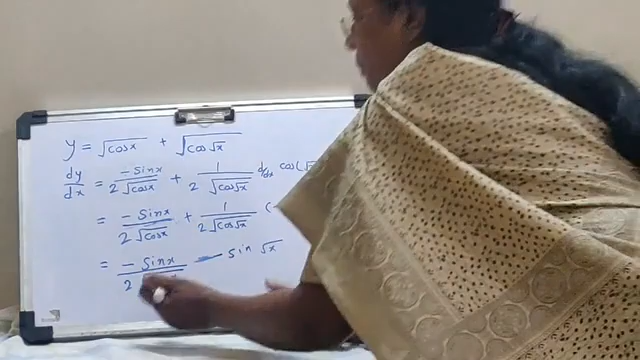 y = √cos x + √cos √x
dy/dx = -sin x / 2√cos x + 1 / 2√cos √x d/dx cos(√
= -sin x / 2√cos x + 1 / 2√cos √x (-
= -sin x / 2 - sin √x